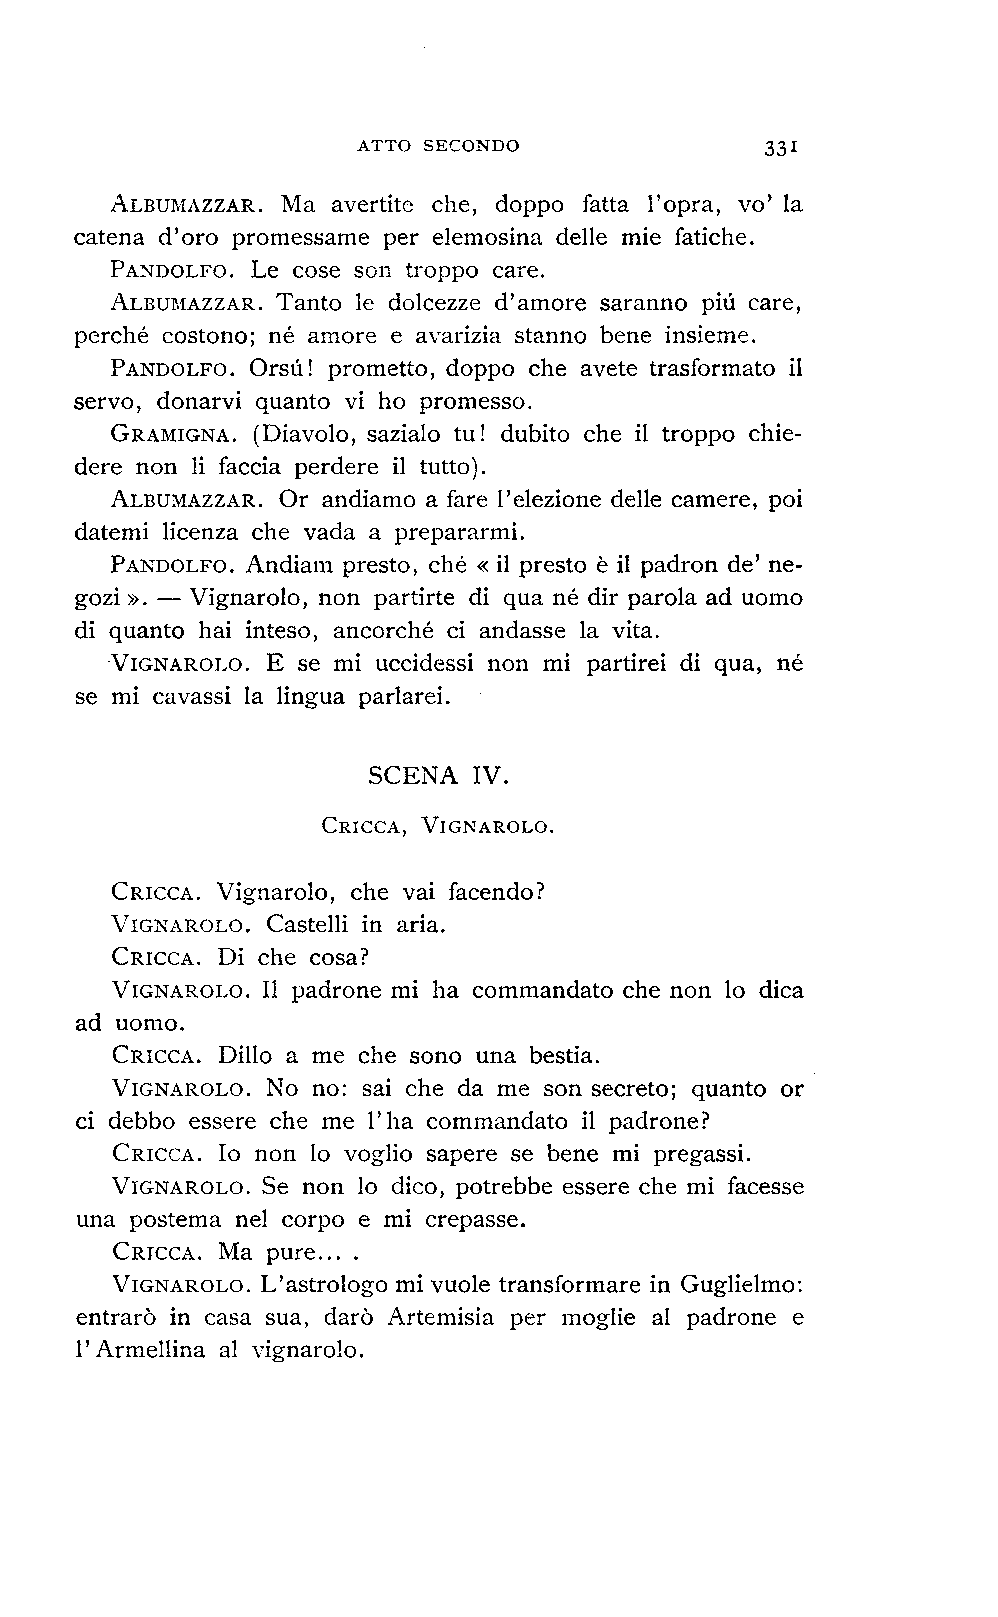 ATTO SECONDO 331
ALBUMAZZAR. Ma avertite che, doppo fatta l'opra, vo' la
catena d'oro promessame per elemosina delle mie fatiche.
PANDOLFO. Le cose son troppo care.
ALBUMAZZAR. Tanto le dolcezze d'amore saranno piú care,
perché costono; né amore e avarizia stanno bene insieme.
PANDOLFO. Orsú! prometto, doppo che avete trasformato il
servo, donarvi quanto vi ho promesso.
GRAMIGNA. (Diavolo, sazialo tu! dubito che il troppo chie-
dere non li faccia perdere il tutto).
ALBUMAZZAR. Or andiamo a fare l'elezione delle camere, poi
datemi licenza che vada a prepararmi.
PANDOLFO. Andiam presto, ché « il presto è il padron de' ne-
gozi ». — Vignarolo, non partirte di qua né dir parola ad uomo
di quanto hai inteso, ancorché ci andasse la vita.
VIGNAROLO. E se mi uccidessi non mi partirei di qua, né
se mi cavassi la lingua parlarei.
SCENA IV.
CRICCA, VIGNAROLO.
CRICCA. Vignarolo, che vai facendo?
VIGNAROLO. Castelli in aria.
CRICCA. Di che cosa?
VIGNAROLO. Il padrone mi ha commandato che non lo dica
ad uomo.
CRICCA. Dillo a me che sono una bestia.
VIGNAROLO. No no: sai che da me son secreto; quanto or
ci debbo essere che me l'ha commandato il padrone?
CRICCA. Io non lo voglio sapere se bene mi pregassi.
VIGNAROLO. Se non lo dico, potrebbe essere che mi facesse
una postema nel corpo e mi crepasse.
CRICCA. Ma pure... .
VIGNAROLO. L'astrologo mi vuole transformare in Guglielmo:
entrarò in casa sua, darò Artemisia per moglie al padrone e
l'Armellina al vignarolo.